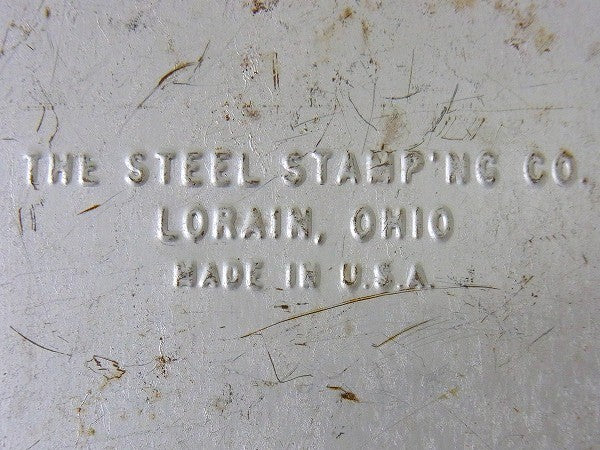 THE STEEL STAMP'NG CO.
LORAIN, OHIO
MADE IN U.S.A.